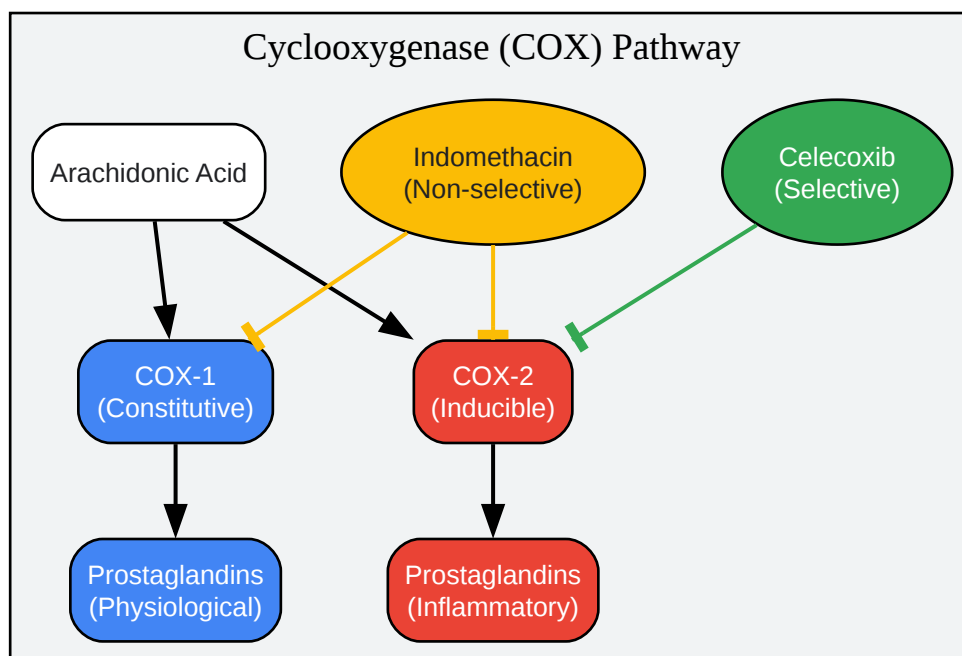 Cyclooxygenase (COX) Pathway
Arachidonic Acid
Indomethacin
(Non-selective)
Celecoxib
(Selective)
COX-1
(Constitutive)
COX-2
(Inducible)
Prostaglandins
(Physiological)
Prostaglandins
(Inflammatory)